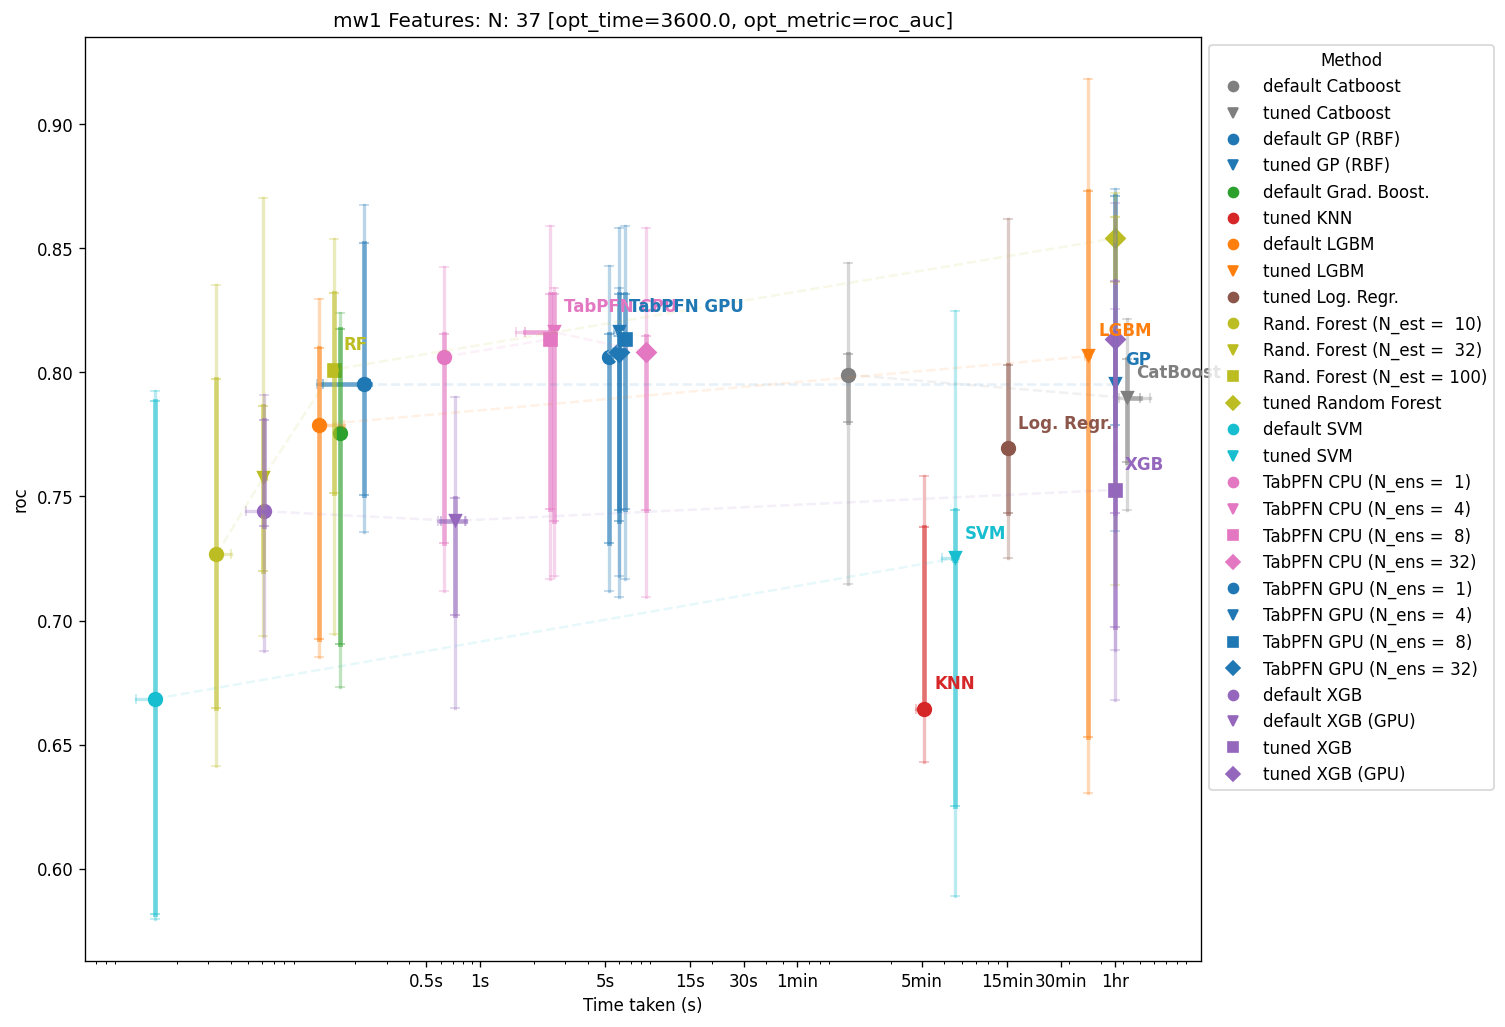 mw1 Features: N: 37 [opt_time=3600.0, opt_metric=roc_auc]
Method
default Catboost
tuned Catboost
default GP (RBF)
tuned GP (RBF)
default Grad. Boost.
tuned KNN
default LGBM
tuned LGBM
tuned Log. Regr.
Rand. Forest (N_est =  10)
Rand. Forest (N_est =  32)
Rand. Forest (N_est = 100)
tuned Random Forest
default SVM
tuned SVM
TabPFN CPU (N_ens =  1)
TabPFN CPU (N_ens =  4)
TabPFN CPU (N_ens =  8)
TabPFN CPU (N_ens = 32)
TabPFN GPU (N_ens =  1)
TabPFN GPU (N_ens =  4)
TabPFN GPU (N_ens =  8)
TabPFN GPU (N_ens = 32)
default XGB
default XGB (GPU)
tuned XGB
tuned XGB (GPU)
0.90
0.85
0.80
0.75
0.70
0.65
0.60
roc
TabPFN CPU
TabPFN GPU
RF
LGBM
GP
CatBoost
Log. Regr.
XGB
SVM
KNN
0.5s
1s
5s
15s
30s
1min
5min
15min
30min
1hr
Time taken (s)